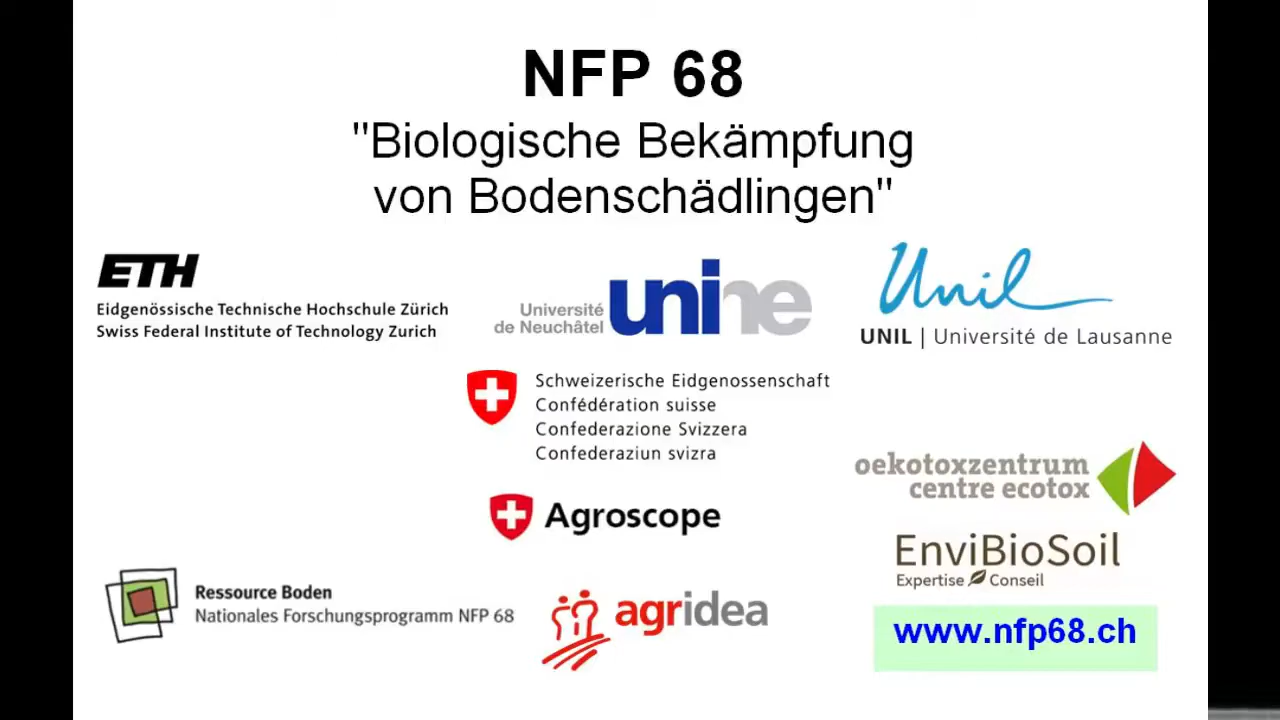 NFP 68
"Biologische Bekämpfung
von Bodenschädlingen"
ETH
Eidgenössische Technische Hochschule Zürich
Swiss Federal Institute of Technology Zurich
Université
de Neuchâtel
unine
Unil
UNIL | Université de Lausanne
Schweizerische Eidgenossenschaft
Confédération suisse
Confederazione Svizzera
Confederaziun svizra
oekotoxzentrum
centre ecotox
Agroscope
EnviBioSoil
Expertise Conseil
Ressource Boden
Nationales Forschungsprogramm NFP 68
agridea
www.nfp68.ch